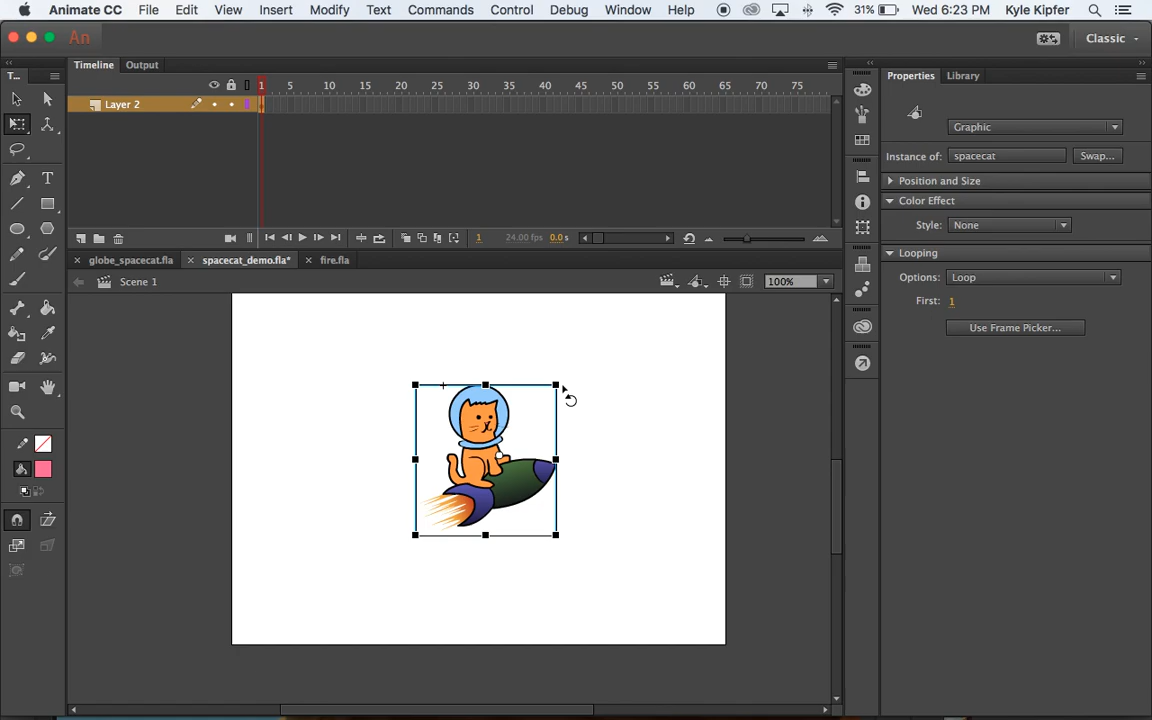 Animate CC File Edit View Insert Modify Text Commands Control Debug Window Help 31% Wed 6:23 PM Kyle Kipfer
An Classic
Timeline Output
T... Properties Library
1 5 10 15 20 25 30 35 40 45 50 55 60 65 70 75
Layer 2
Graphic
Instance of: spacecat Swap...
Position and Size
Color Effect
Style: None
1 24.00 fps 0.0 s
Looping
globe_spacecat.fla spacecat_demo.fla* fire.fla
Options: Loop
Scene 1 100%
First: 1
Use Frame Picker...